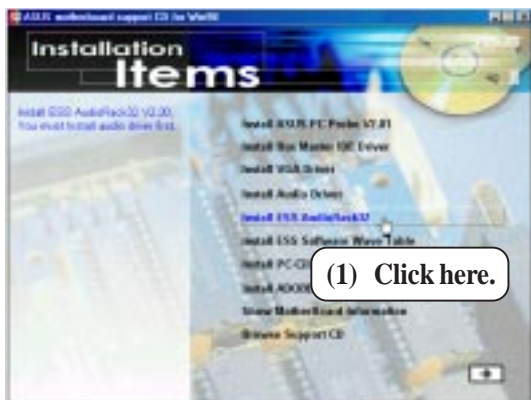 ASUS motherboard support CD for Win98
Installation
Items
Install ESS AudioRack32 V2.20,
You must install audio driver first.
Install ASUS PC Probe V2.01
Install Bus Master IDE Driver
Install VGA Driver
Install Audio Driver
Install ESS AudioRack32
Install ESS Software Wave Table
Install PC-
(1) Click here.
Install
Show MotherBoard Information
Browse Support CD